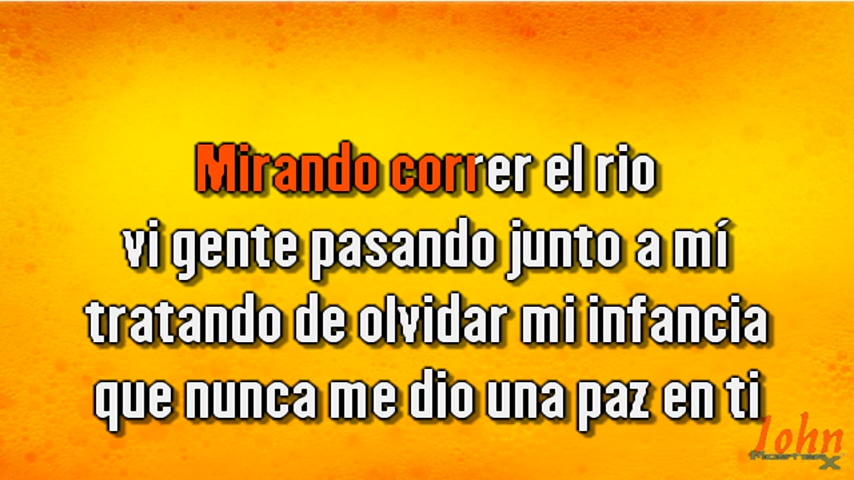 Mirando correr el rio
vi gente pasando junto a mí
tratando de olvidar mi infancia
que nunca me dio una paz en ti
John